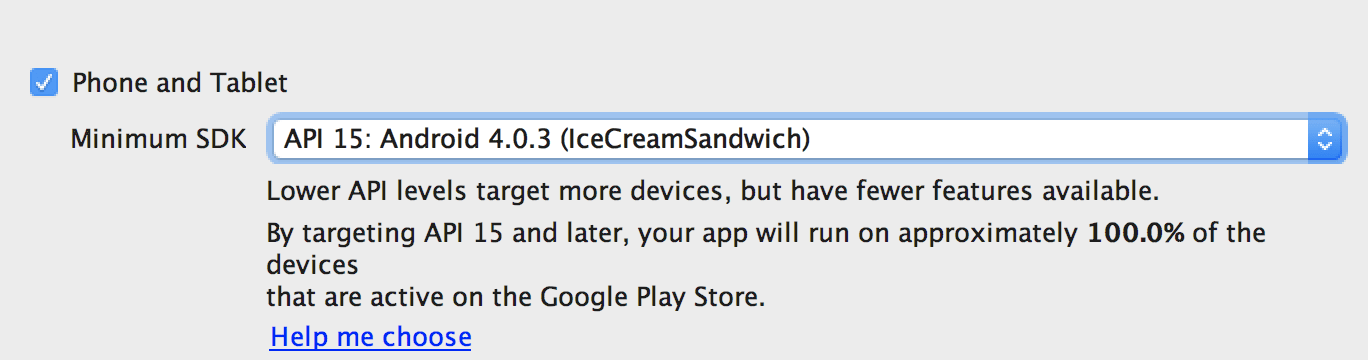 Phone and Tablet
Minimum SDK API 15: Android 4.0.3 (IceCreamSandwich)
Lower API levels target more devices, but have fewer features available.
By targeting API 15 and later, your app will run on approximately 100.0% of the
devices
that are active on the Google Play Store.
Help me choose